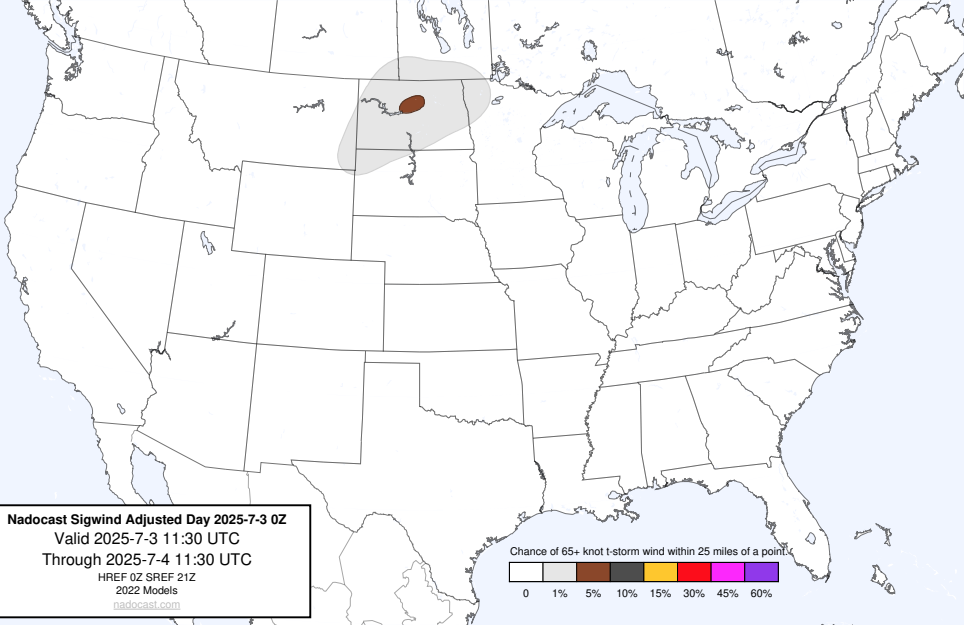 Nadocast Sigwind Adjusted Day 2025-7-3 0Z
Valid 2025-7-3 11:30 UTC
Through 2025-7-4 11:30 UTC
HREF 0Z SREF 21Z
2022 Models
nadocast.com
Chance of 65+ knot t-storm wind within 25 miles of a point.
0 1% 5% 10% 15% 30% 45% 60%